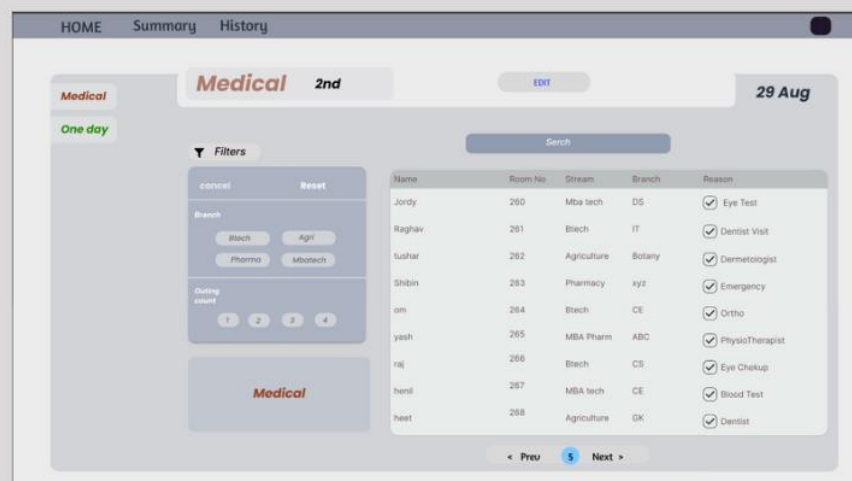 HOME Summary History
Medical 2nd EDIT 29 Aug
Medical
One day
Filters
Serch
cancel Reset
Branch
Btech Agri
Pharma Mbatech
Outing
count
1 2 3 4
Medical
Name Room No Stream Branch Reason
Jordy 260 Mba tech DS Eye Test
Raghav 261 Btech IT Dentist Visit
tushar 262 Agriculture Botany Dermetologist
Shibin 263 Pharmacy xyz Emergency
om 264 Btech CE Ortho
yash 265 MBA Pharm ABC PhysioTherapist
raj 266 Btech CS Eye Chekup
henil 267 MBA tech CE Blood Test
heet 268 Agriculture GK Dentist
< Prev 5 Next >